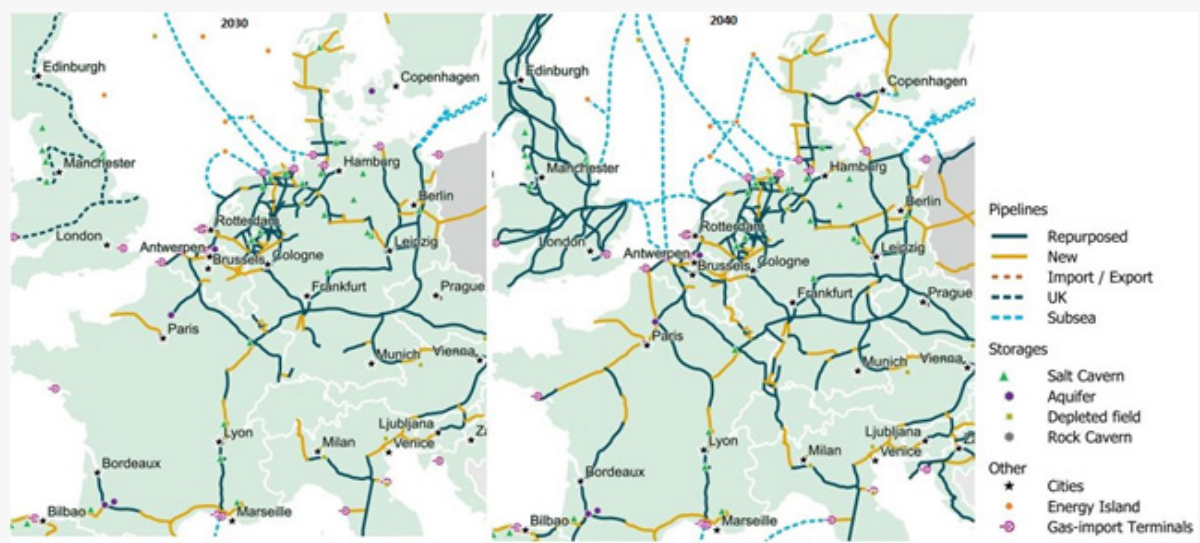 2030
Edinburgh
Copenhagen
Manchester
Hamburg
Berlin
London
Rotterdam
Antwerpen
Brussels
Cologne
Leipzig
Frankfurt
Prague
Paris
Munich
Vienna
Lyon
Milan
Ljubljana
Venice
Za
Bordeaux
Bilbao
Marseille
2040
Edinburgh
Copenhagen
Manchester
Hamburg
Berlin
London
Rotterdam
Antwerpen
Brussels
Cologne
Leipzig
Frankfurt
Prague
Paris
Munich
Vienna
Lyon
Milan
Ljubljana
Venice
Bordeaux
Bilbao
Marseille
Pipelines
Repurposed
New
Import / Export
UK
Subsea
Storages
Salt Cavern
Aquifer
Depleted field
Rock Cavern
Other
Cities
Energy Island
Gas-import Terminals